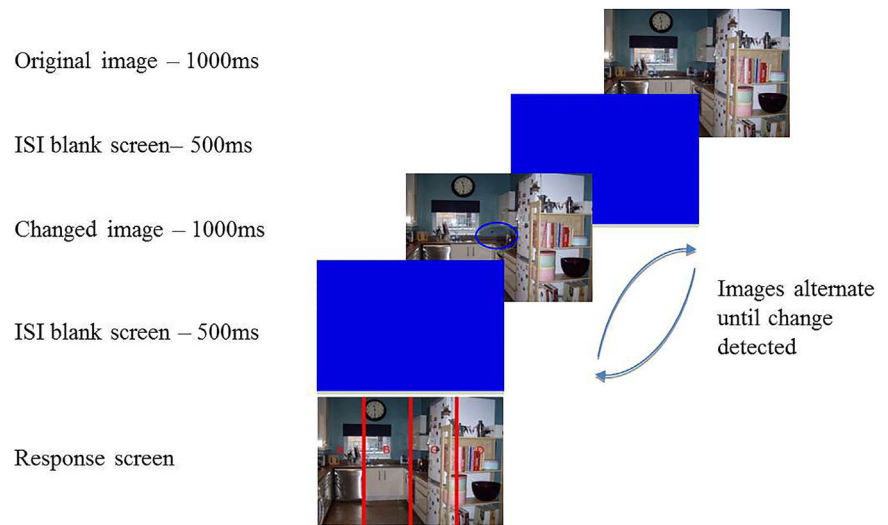 Original image – 1000ms
ISI blank screen– 500ms
Changed image – 1000ms
ISI blank screen – 500ms
Images alternate
until change
detected
Response screen
B
C
D